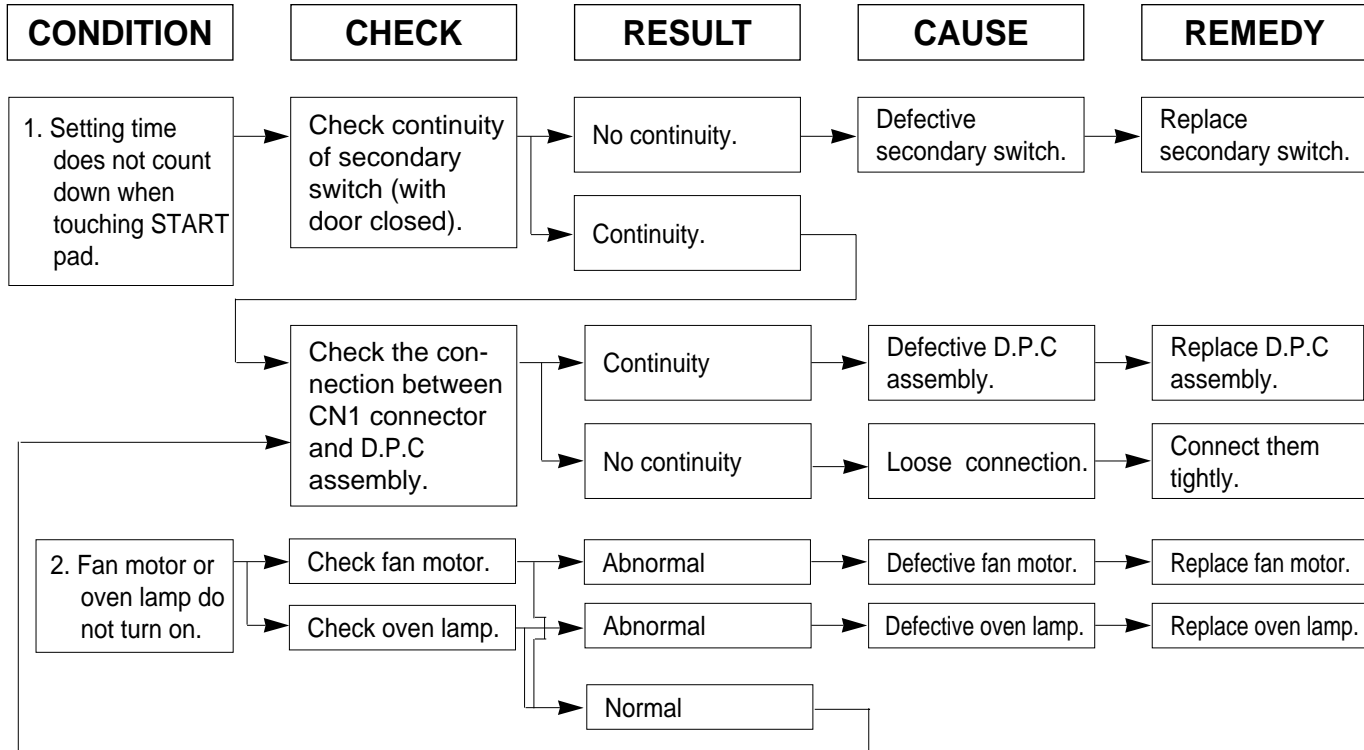 CONDITION
CHECK
RESULT
CAUSE
REMEDY
1. Setting time
does not count
down when
touching START
pad.
Check continuity
of secondary
switch (with
door closed).
No continuity.
Defective
secondary switch.
Replace
secondary switch.
Continuity.
Check the con-
nection between
CN1 connector
and D.P.C
assembly.
Continuity
Defective D.P.C
assembly.
Replace D.P.C
assembly.
No continuity
Loose connection.
Connect them
tightly.
2. Fan motor or
oven lamp do
not turn on.
Check fan motor.
Abnormal
Defective fan motor.
Replace fan motor.
Check oven lamp.
Abnormal
Defective oven lamp.
Replace oven lamp.
Normal